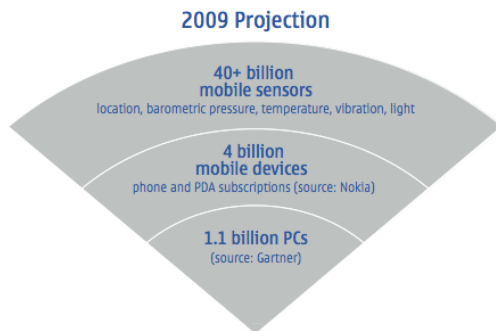 2009 Projection
40+ billion
mobile sensors
location, barometric pressure, temperature, vibration, light
4 billion
mobile devices
phone and PDA subscriptions (source: Nokia)
1.1 billion PCs
(source: Gartner)